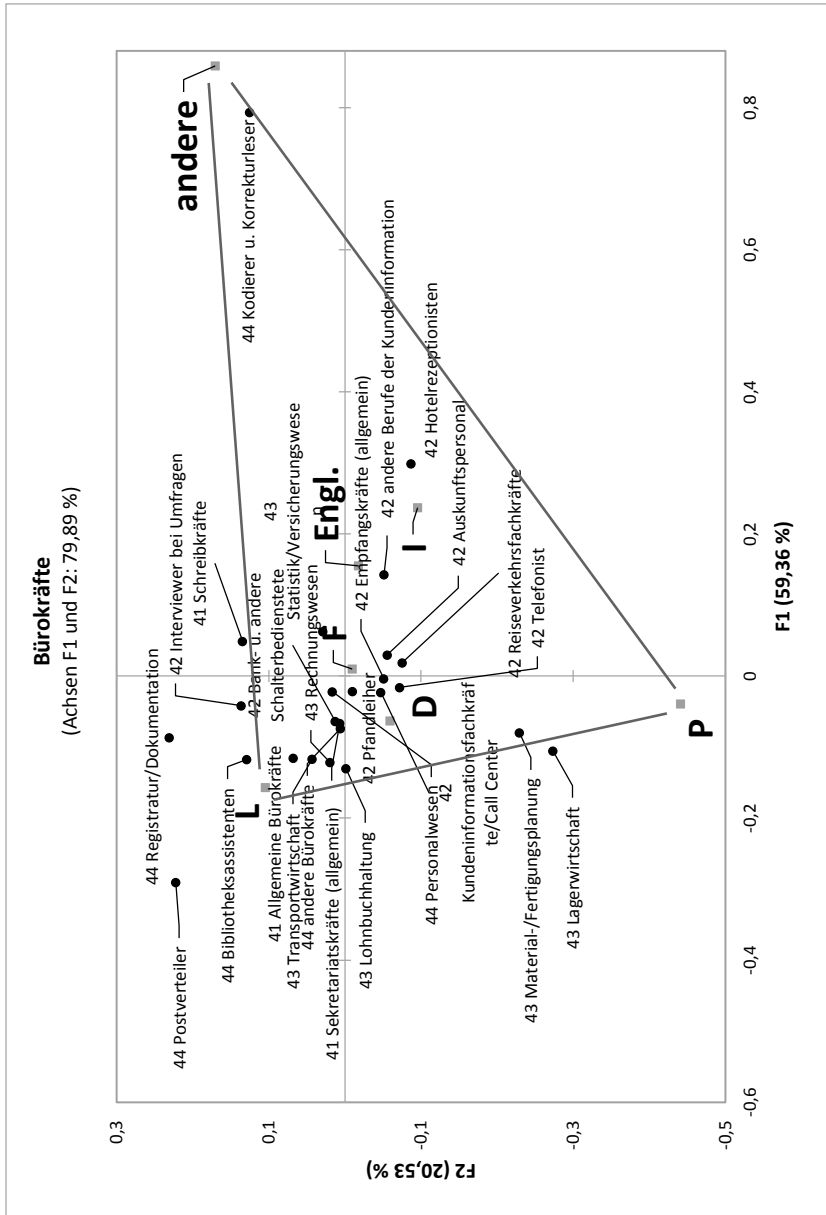 Bürokräfte
(Achsen F1 und F2: 79,89 %)
andere
44 Kodierer u. Korrekturleser
44 Registratur/Dokumentation
42 Interviewer bei Umfragen
41 Schreibkräfte
44 Postverteiler
44 Bibliotheksassistenten
42 Bank- u. andere
Schalterbedienstete
43
Statistik/Versicherungswese
n
L
41 Allgemeine Bürokräfte
43 Transportwirtschaft
44 andere Bürokräfte
43 Rechnungswesen
41 Sekretariatskräfte (allgemein)
43 Lohnbuchhaltung
42 Pfandleiher
F
Engl.
42 Empfangskräfte (allgemein)
42 andere Berufe der Kundeninformation
42 Hotelrezeptionisten
I
D
42 Auskunftspersonal
44 Personalwesen
42
Kundeninformationsfachkräf
te/Call Center
42 Reiseverkehrsfachkräfte
42 Telefonist
43 Material-/Fertigungsplanung
43 Lagerwirtschaft
P
0,3
0,1
-0,1
-0,3
-0,5
F2 (20,53 %)
-0,6
-0,4
-0,2
0
0,2
0,4
0,6
0,8
F1 (59,36 %)